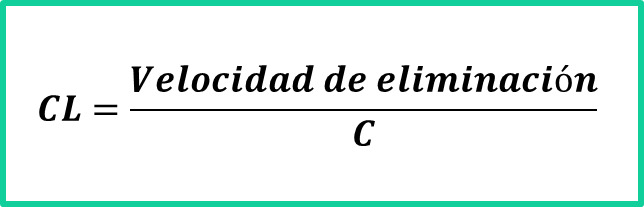 CL = Velocidad de eliminación
C